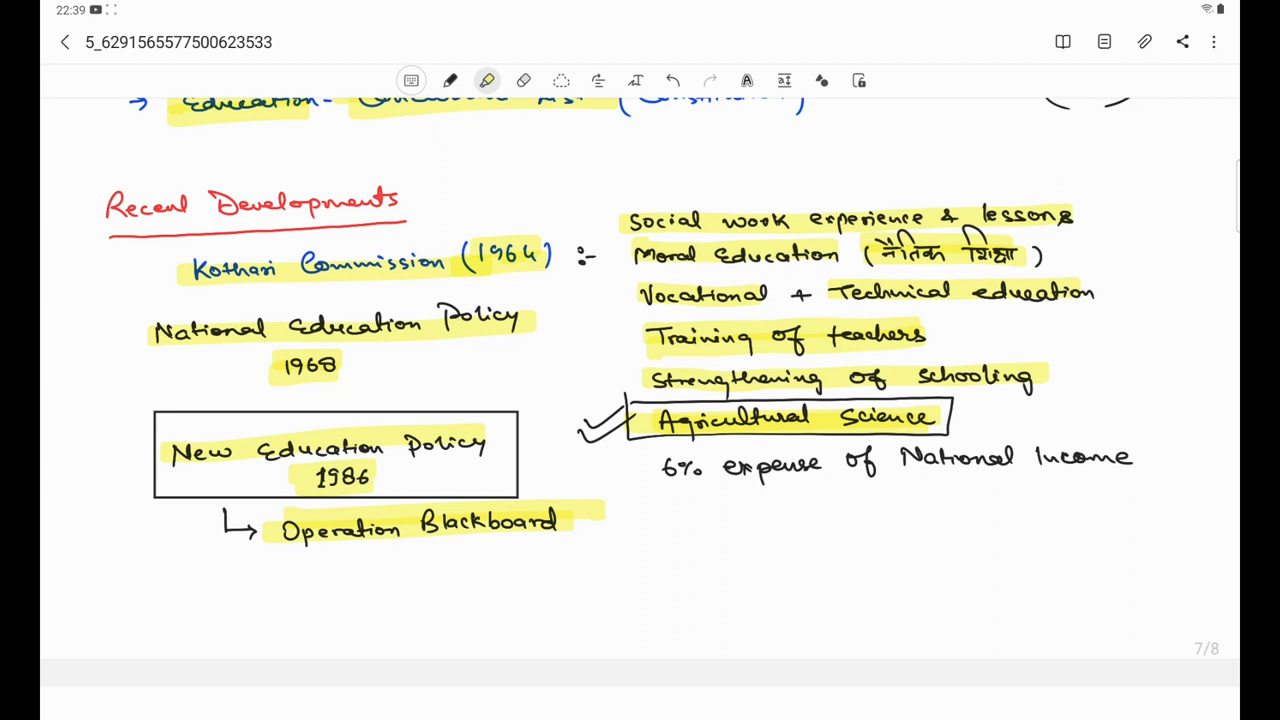 22:39
5_6291565577500623533
→ Education -
Recent Developments
Kothari Commission (1964) :-
Social work experience & lessons
Moral Education (नैतिक शिक्षा)
Vocational + Technical education
Training of teachers
Strengthening of schooling
Agricultural Science
6% expense of National Income
National Education Policy
1968
New Education Policy
1986
↳ Operation Blackboard
7/8